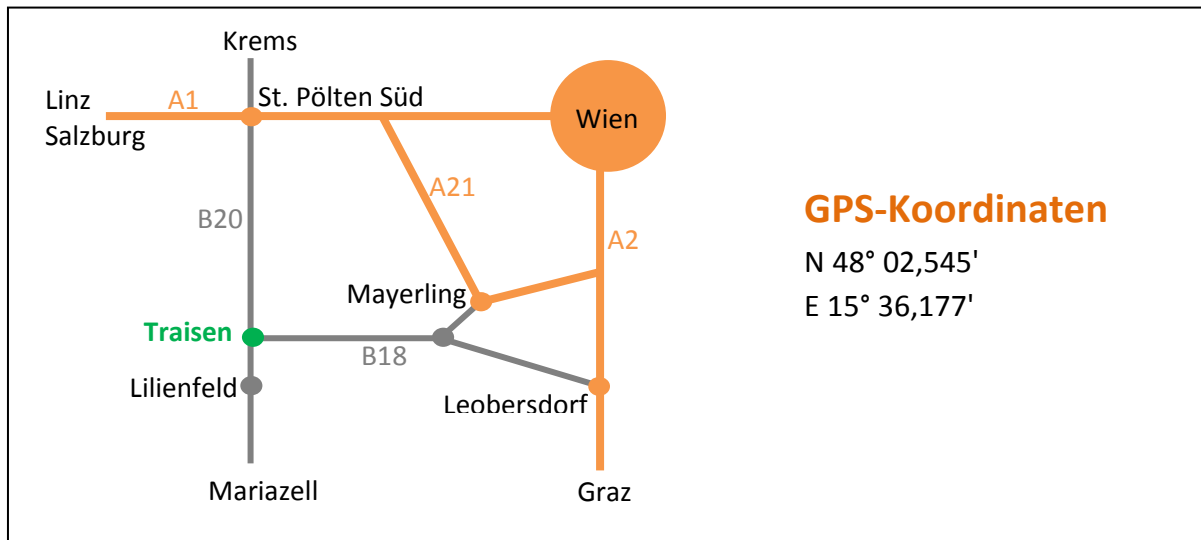 Krems
Linz
Salzburg
A1
St. Pölten Süd
Wien
A21
B20
A2
GPS-Koordinaten
N 48° 02,545'
E 15° 36,177'
Mayerling
Traisen
B18
Lilienfeld
Leobersdorf
Mariazell
Graz